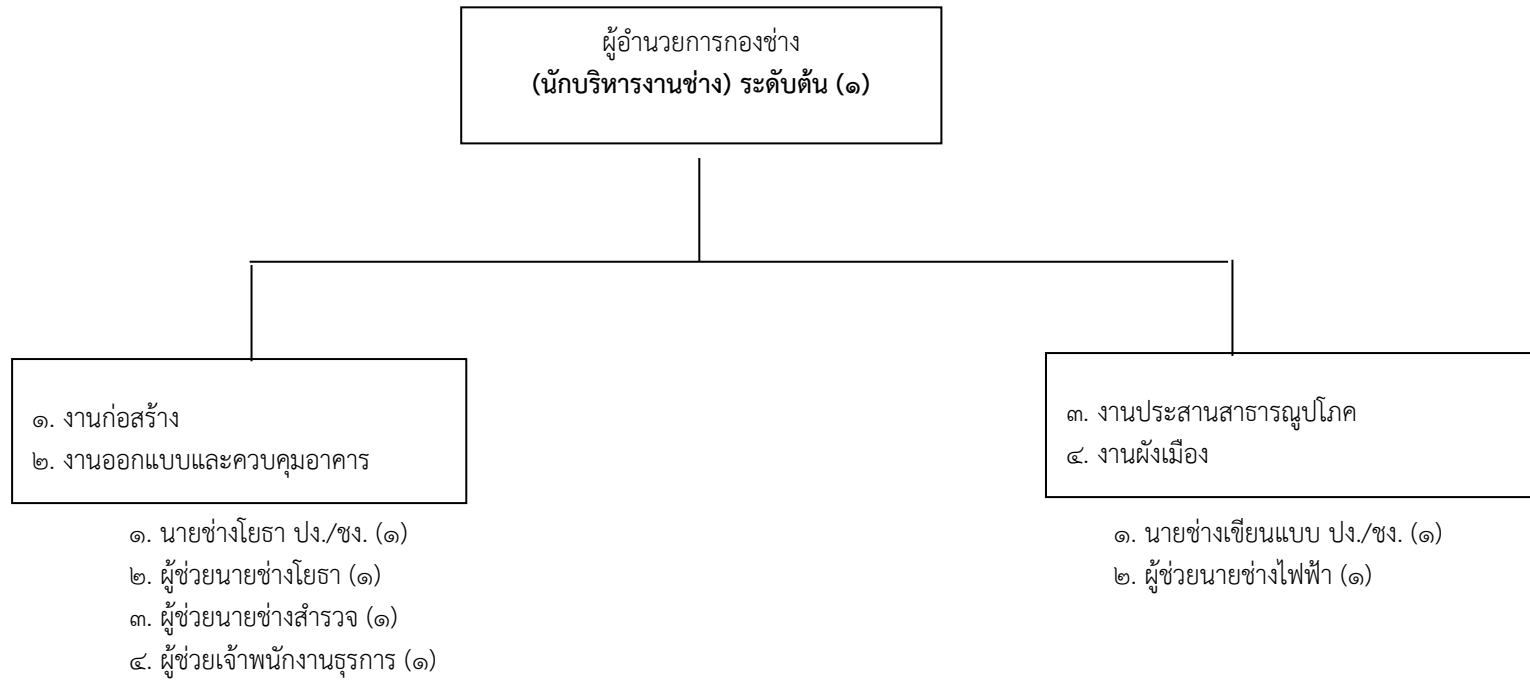 ผู้อำนวยการกองช่าง
(นักบริหารงานช่าง) ระดับต้น (๑)
๑. งานก่อสร้าง
๒. งานออกแบบและควบคุมอาคาร
๑. นายช่างโยธา ปง./ชง. (๑)
๒. ผู้ช่วยนายช่างโยธา (๑)
๓. ผู้ช่วยนายช่างสำรวจ (๑)
๔. ผู้ช่วยเจ้าพนักงานธุรการ (๑)
๓. งานประสานสาธารณูปโภค
๔. งานผังเมือง
๑. นายช่างเขียนแบบ ปง./ชง. (๑)
๒. ผู้ช่วยนายช่างไฟฟ้า (๑)